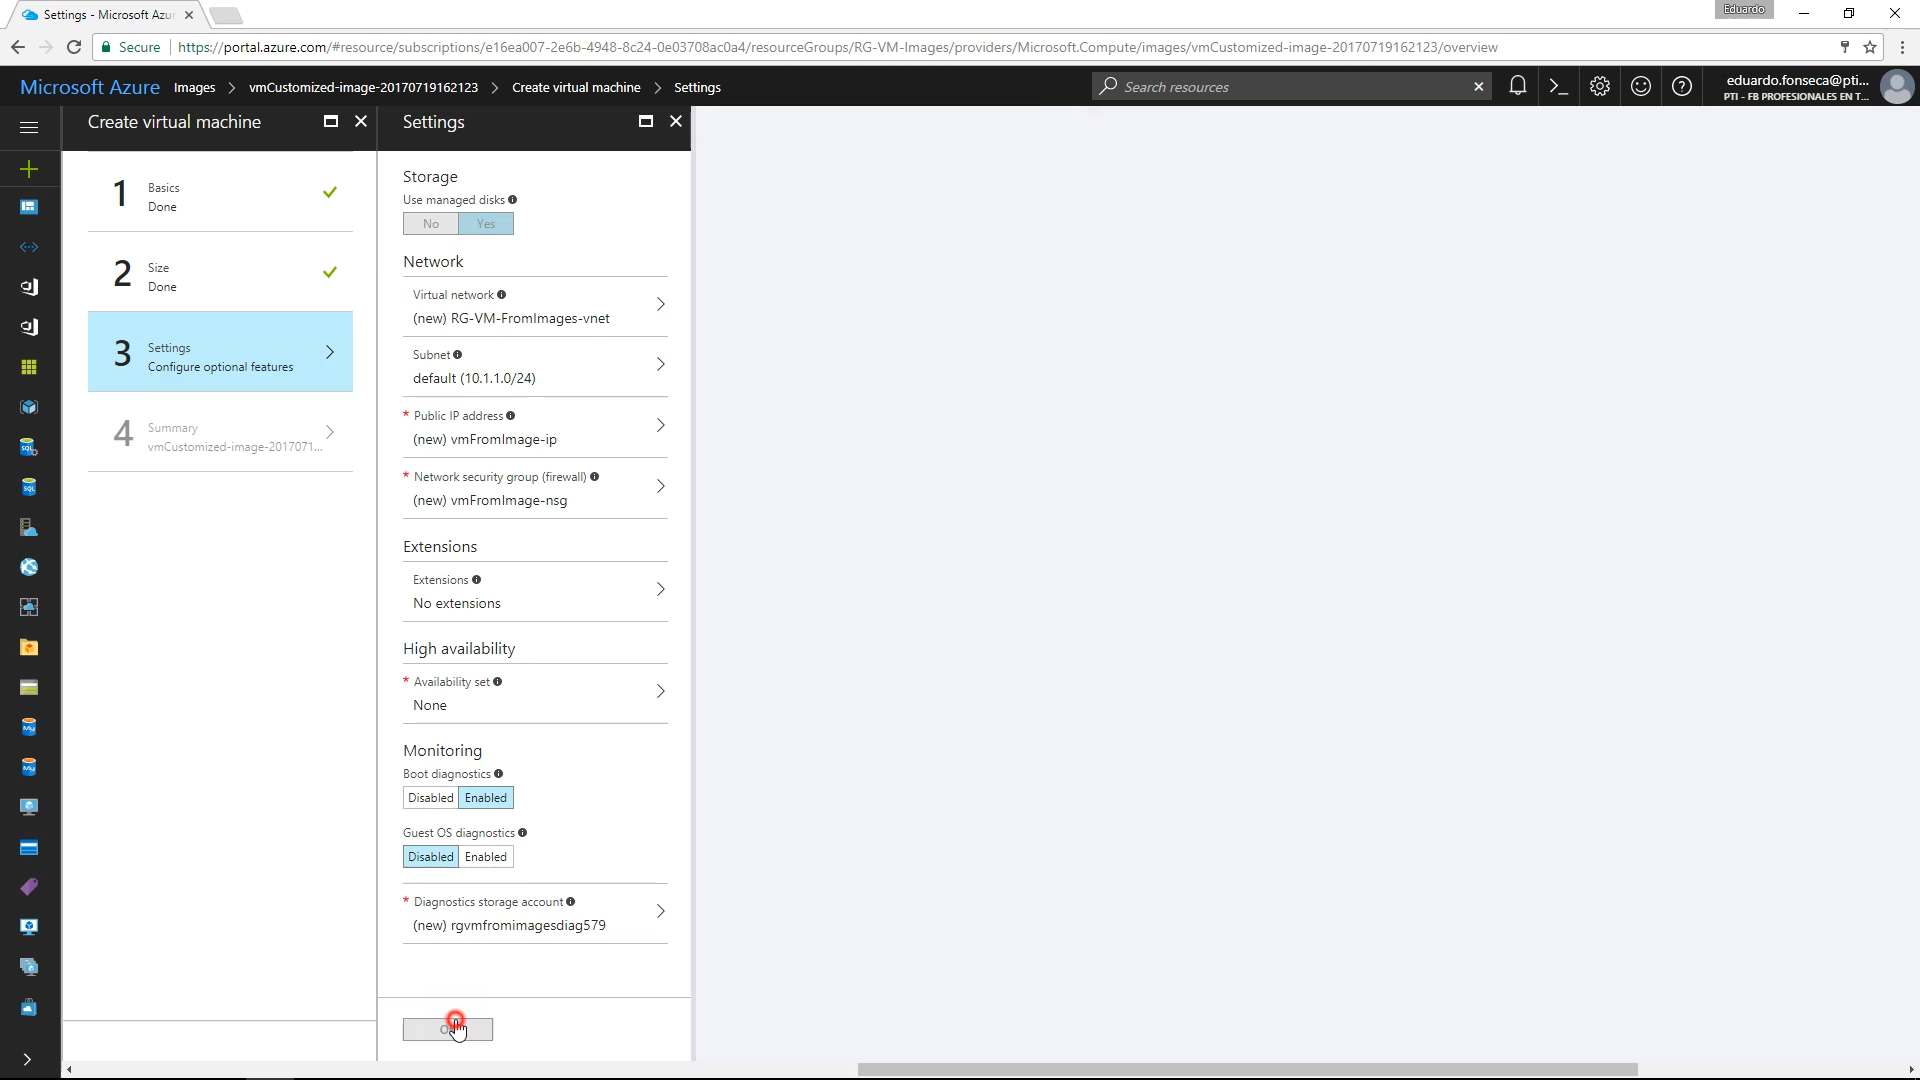 Settings - Microsoft Azur
Eduardo
Secure
https://portal.azure.com/#resource/subscriptions/e16ea007-2e6b-4948-8c24-0e03708ac0a4/resourceGroups/RG-VM-Images/providers/Microsoft.Compute/images/vmCustomized-image-20170719162123/overview
Microsoft Azure Images > vmCustomized-image-20170719162123 > Create virtual machine > Settings
Search resources
eduardo.fonseca@pti...
PTI - FB PROFESIONALES EN T...
Create virtual machine
1 Basics
Done
2 Size
Done
3 Settings
Configure optional features
4 Summary
vmCustomized-image-2017071...
Settings
Storage
Use managed disks
No Yes
Network
Virtual network
(new) RG-VM-FromImages-vnet
Subnet
default (10.1.1.0/24)
* Public IP address
(new) vmFromImage-ip
* Network security group (firewall)
(new) vmFromImage-nsg
Extensions
Extensions
No extensions
High availability
* Availability set
None
Monitoring
Boot diagnostics
Disabled Enabled
Guest OS diagnostics
Disabled Enabled
* Diagnostics storage account
(new) rgvmfromimagesdiag579